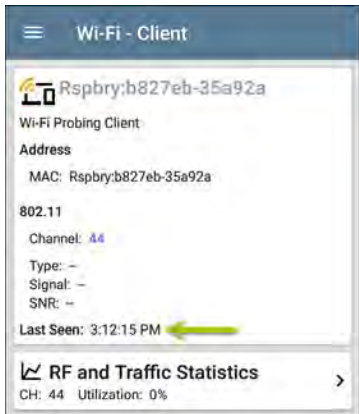 Wi-Fi - Client
Rspbry:b827eb-35a92a
Wi-Fi Probing Client
Address
MAC: Rspbry:b827eb-35a92a
802.11
Channel: 44
Type: –
Signal: –
SNR: –
Last Seen: 3:12:15 PM
RF and Traffic Statistics
CH: 44 Utilization: 0%